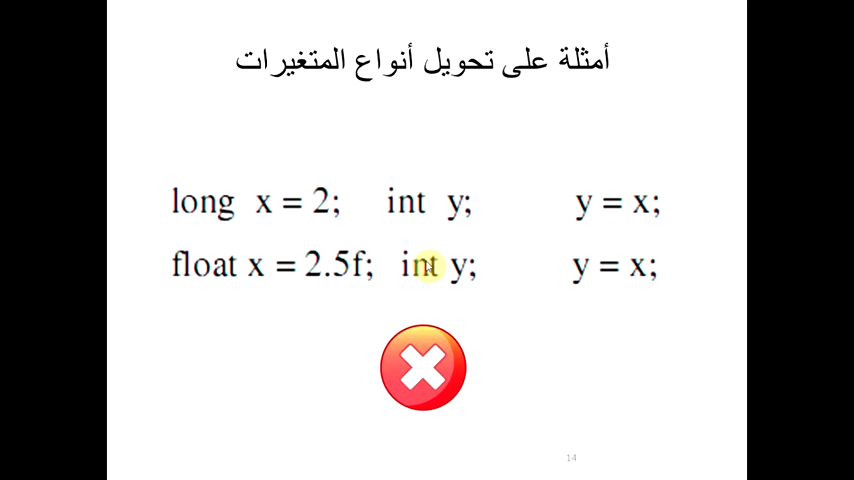 أمثلة على تحويل أنواع المتغيرات
long x = 2; int y; y = x;
float x = 2.5f; int y; y = x;
14